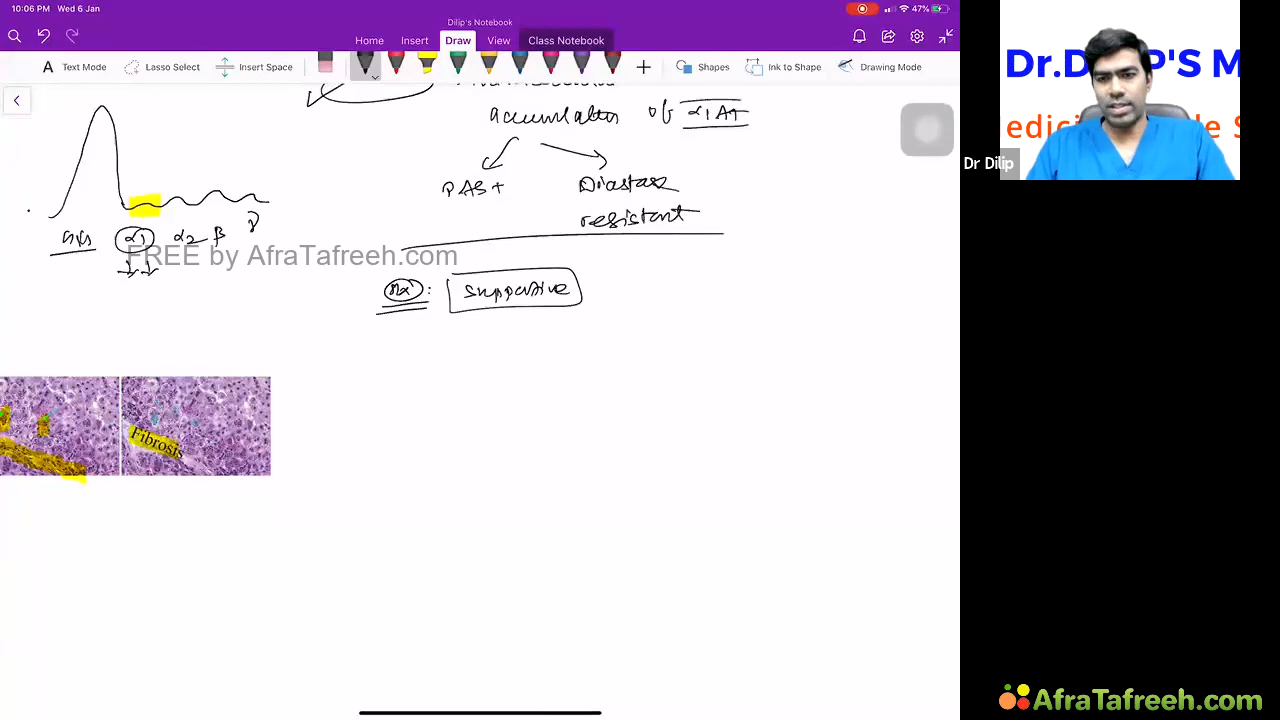 10:06 PM Wed 6 Jan
47%
Dilip's Notebook
Home Insert Draw View Class Notebook
Text Mode Lasso Select Insert Space Shapes Ink to Shape Drawing Mode
accumulation of α1AT
PAS+ Diastase
resistant
α1 α2 β γ
FREE by AfraTafreeh.com
Rx : supportive
Fibrosis
Dr.D P'S M
edici e S
Dr Dilip
AfraTafreeh.com